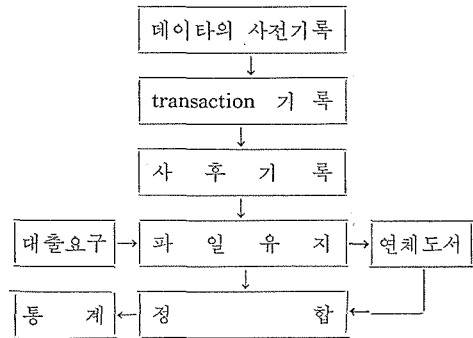 데이타의 사전기록
transaction 기 록
사 후 기 록
대출요구 파 일 유 지 연체도서
통 계 정 합